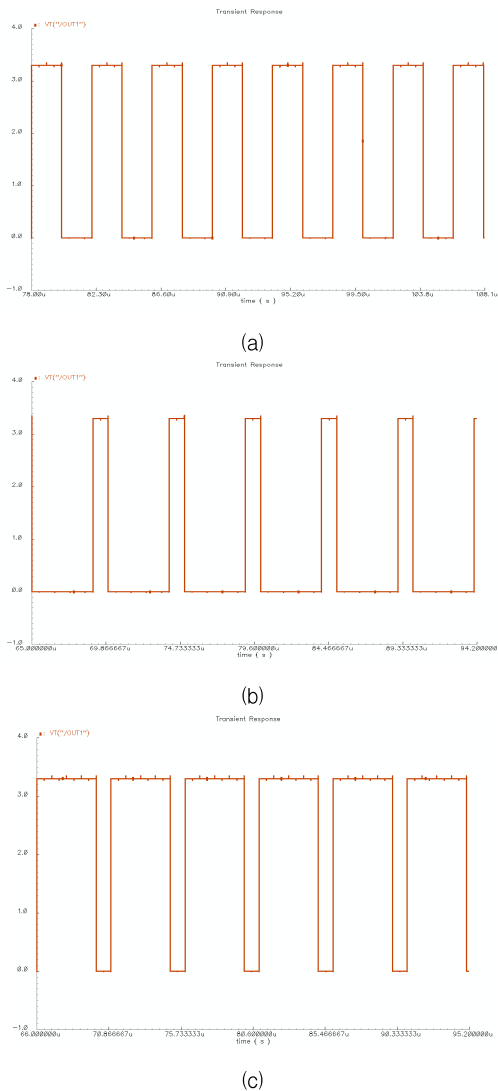 Transient Response
: VT("/OUT1")
4.0
3.0
2.0
1.0
0.0
-1.0
78.00u 82.30u 86.60u 90.90u 95.20u 99.50u 103.8u 108.1u
time ( s )
(a)
Transient Response
: VT("/OUT1")
4.0
3.0
2.0
1.0
0.0
-1.0
65.000000u 69.866667u 74.733333u 79.600000u 84.466667u 89.333333u 94.200000u
time ( s )
(b)
Transient Response
: VT("/OUT1")
4.0
3.0
2.0
1.0
0.0
-1.0
66.000000u 70.866667u 75.733333u 80.600000u 85.466667u 90.333333u 95.200000u
time ( s )
(c)